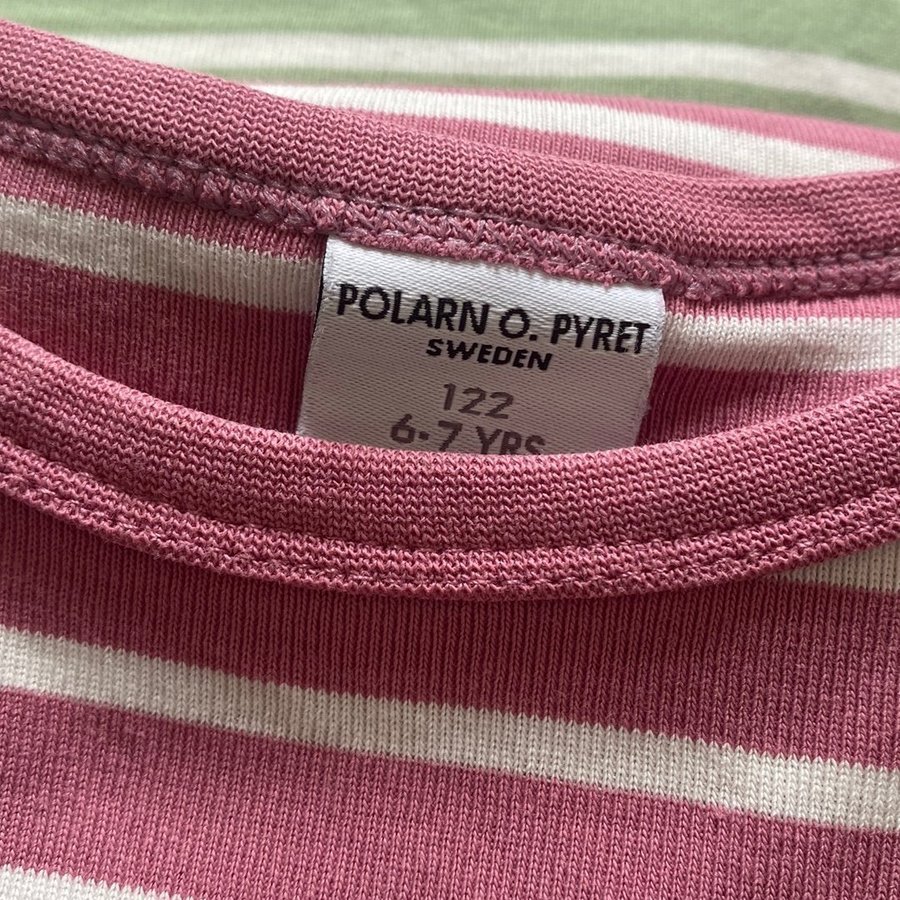 POLARN O. PYRET
SWEDEN
122
6-7 YRS